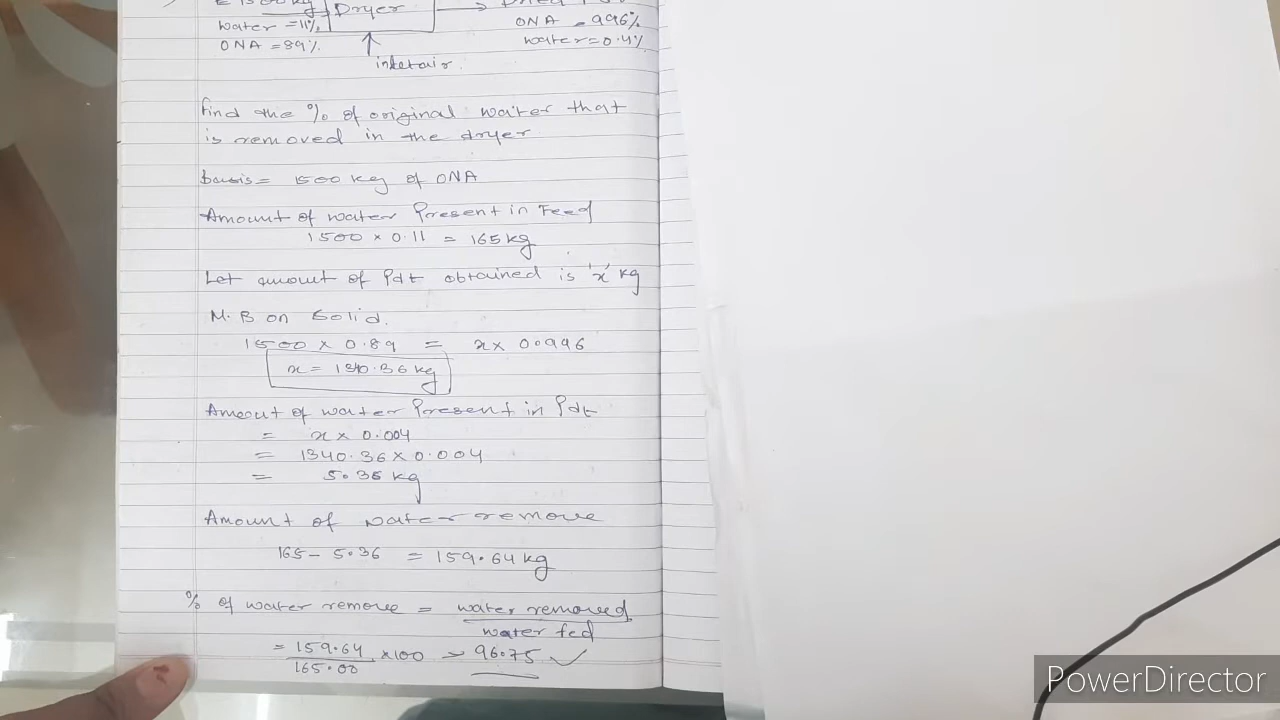 Dryer
water = 11%
ONA = 89%
ONA = 99.6%
water = 0.4%
inletair
Find the % of original water that
is removed in the dryer
basis = 1500 kg of ONA
Amount of water Present in Feed
1500 x 0.11 = 165 kg
Let amount of Pdt obtained is 'x' kg
M.B on Solid.
1500 x 0.89 = x x 0.996
x = 1340.36 kg
Amount of water Present in Pdt
= x x 0.004
= 1340.36 x 0.004
= 5.36 kg
Amount of water remove
165 - 5.36 = 159.64 kg
% of water remove = water removed
water fed
= 159.64
165.00
x100 = 96.75 ✓
PowerDirector